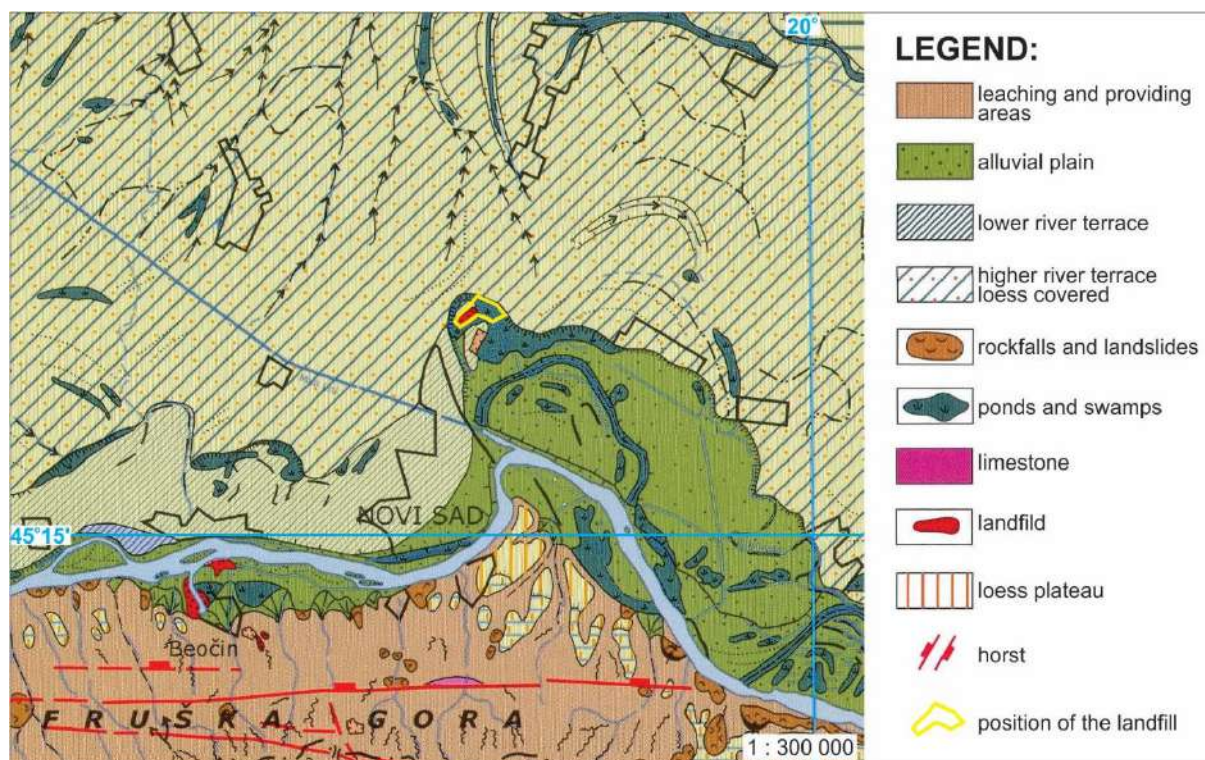 20°
NOVI SAD
45°15'
Beočin
FRUŠKA GORA
1 : 300 000
LEGEND:
leaching and providing
areas
alluvial plain
lower river terrace
higher river terrace
loess covered
rockfalls and landslides
ponds and swamps
limestone
landfild
loess plateau
horst
position of the landfill